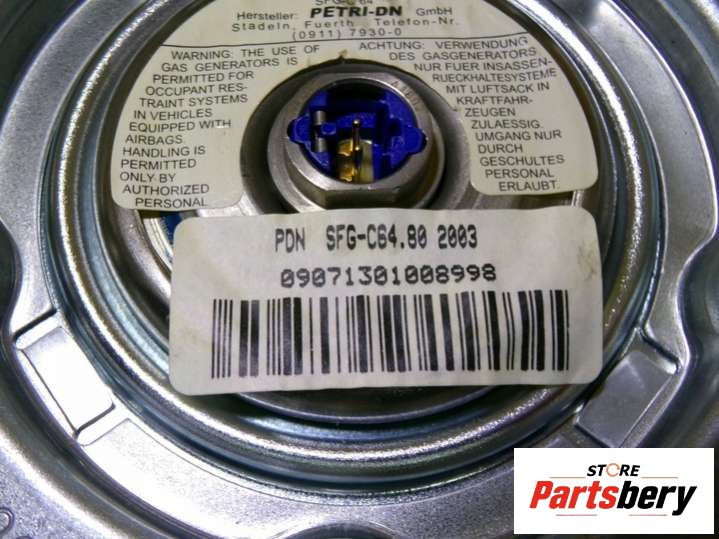 SFG-C 64
Hersteller: PETRI-DN GmbH
Stadeln, Fuerth, Telefon-Nr.
(0911) 7930-0
WARNING: THE USE OF
GAS GENERATORS IS
PERMITTED FOR
OCCUPANT RES-
TRAINT SYSTEMS
IN VEHICLES
EQUIPPED WITH
AIRBAGS.
HANDLING IS
PERMITTED
ONLY BY
AUTHORIZED
PERSONAL
ACHTUNG: VERWENDUNG
DES GASGENERATORS
NUR FUER INSASSEN-
RUECKHALTESYSTEME
MIT LUFTSACK IN
KRAFTFAHR-
ZEUGEN
ZULAESSIG.
UMGANG NUR
DURCH
GESCHULTES
PERSONAL
ERLAUBT.
PDN SFG-C64.80 2003
09071301008998
STORE
Partsbery